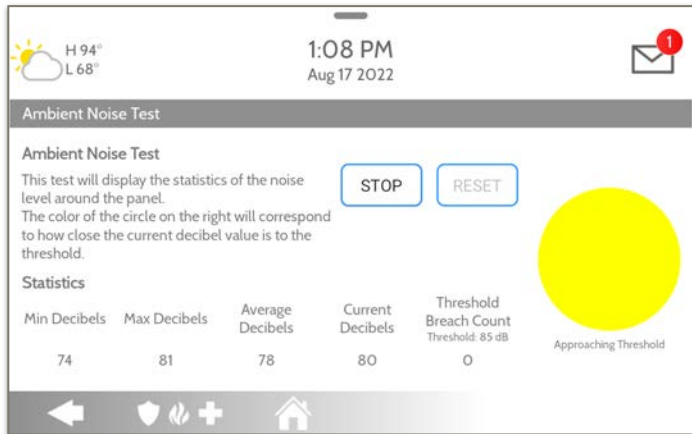 H 94°
L 68°
1:08 PM
Aug 17 2022
1
Ambient Noise Test
Ambient Noise Test
This test will display the statistics of the noise
level around the panel.
The color of the circle on the right will correspond
to how close the current decibel value is to the
threshold.
STOP
RESET
Statistics
Min Decibels
Max Decibels
Average
Decibels
Current
Decibels
Threshold
Breach Count
Threshold: 85 dB
74
81
78
80
0
Approaching Threshold